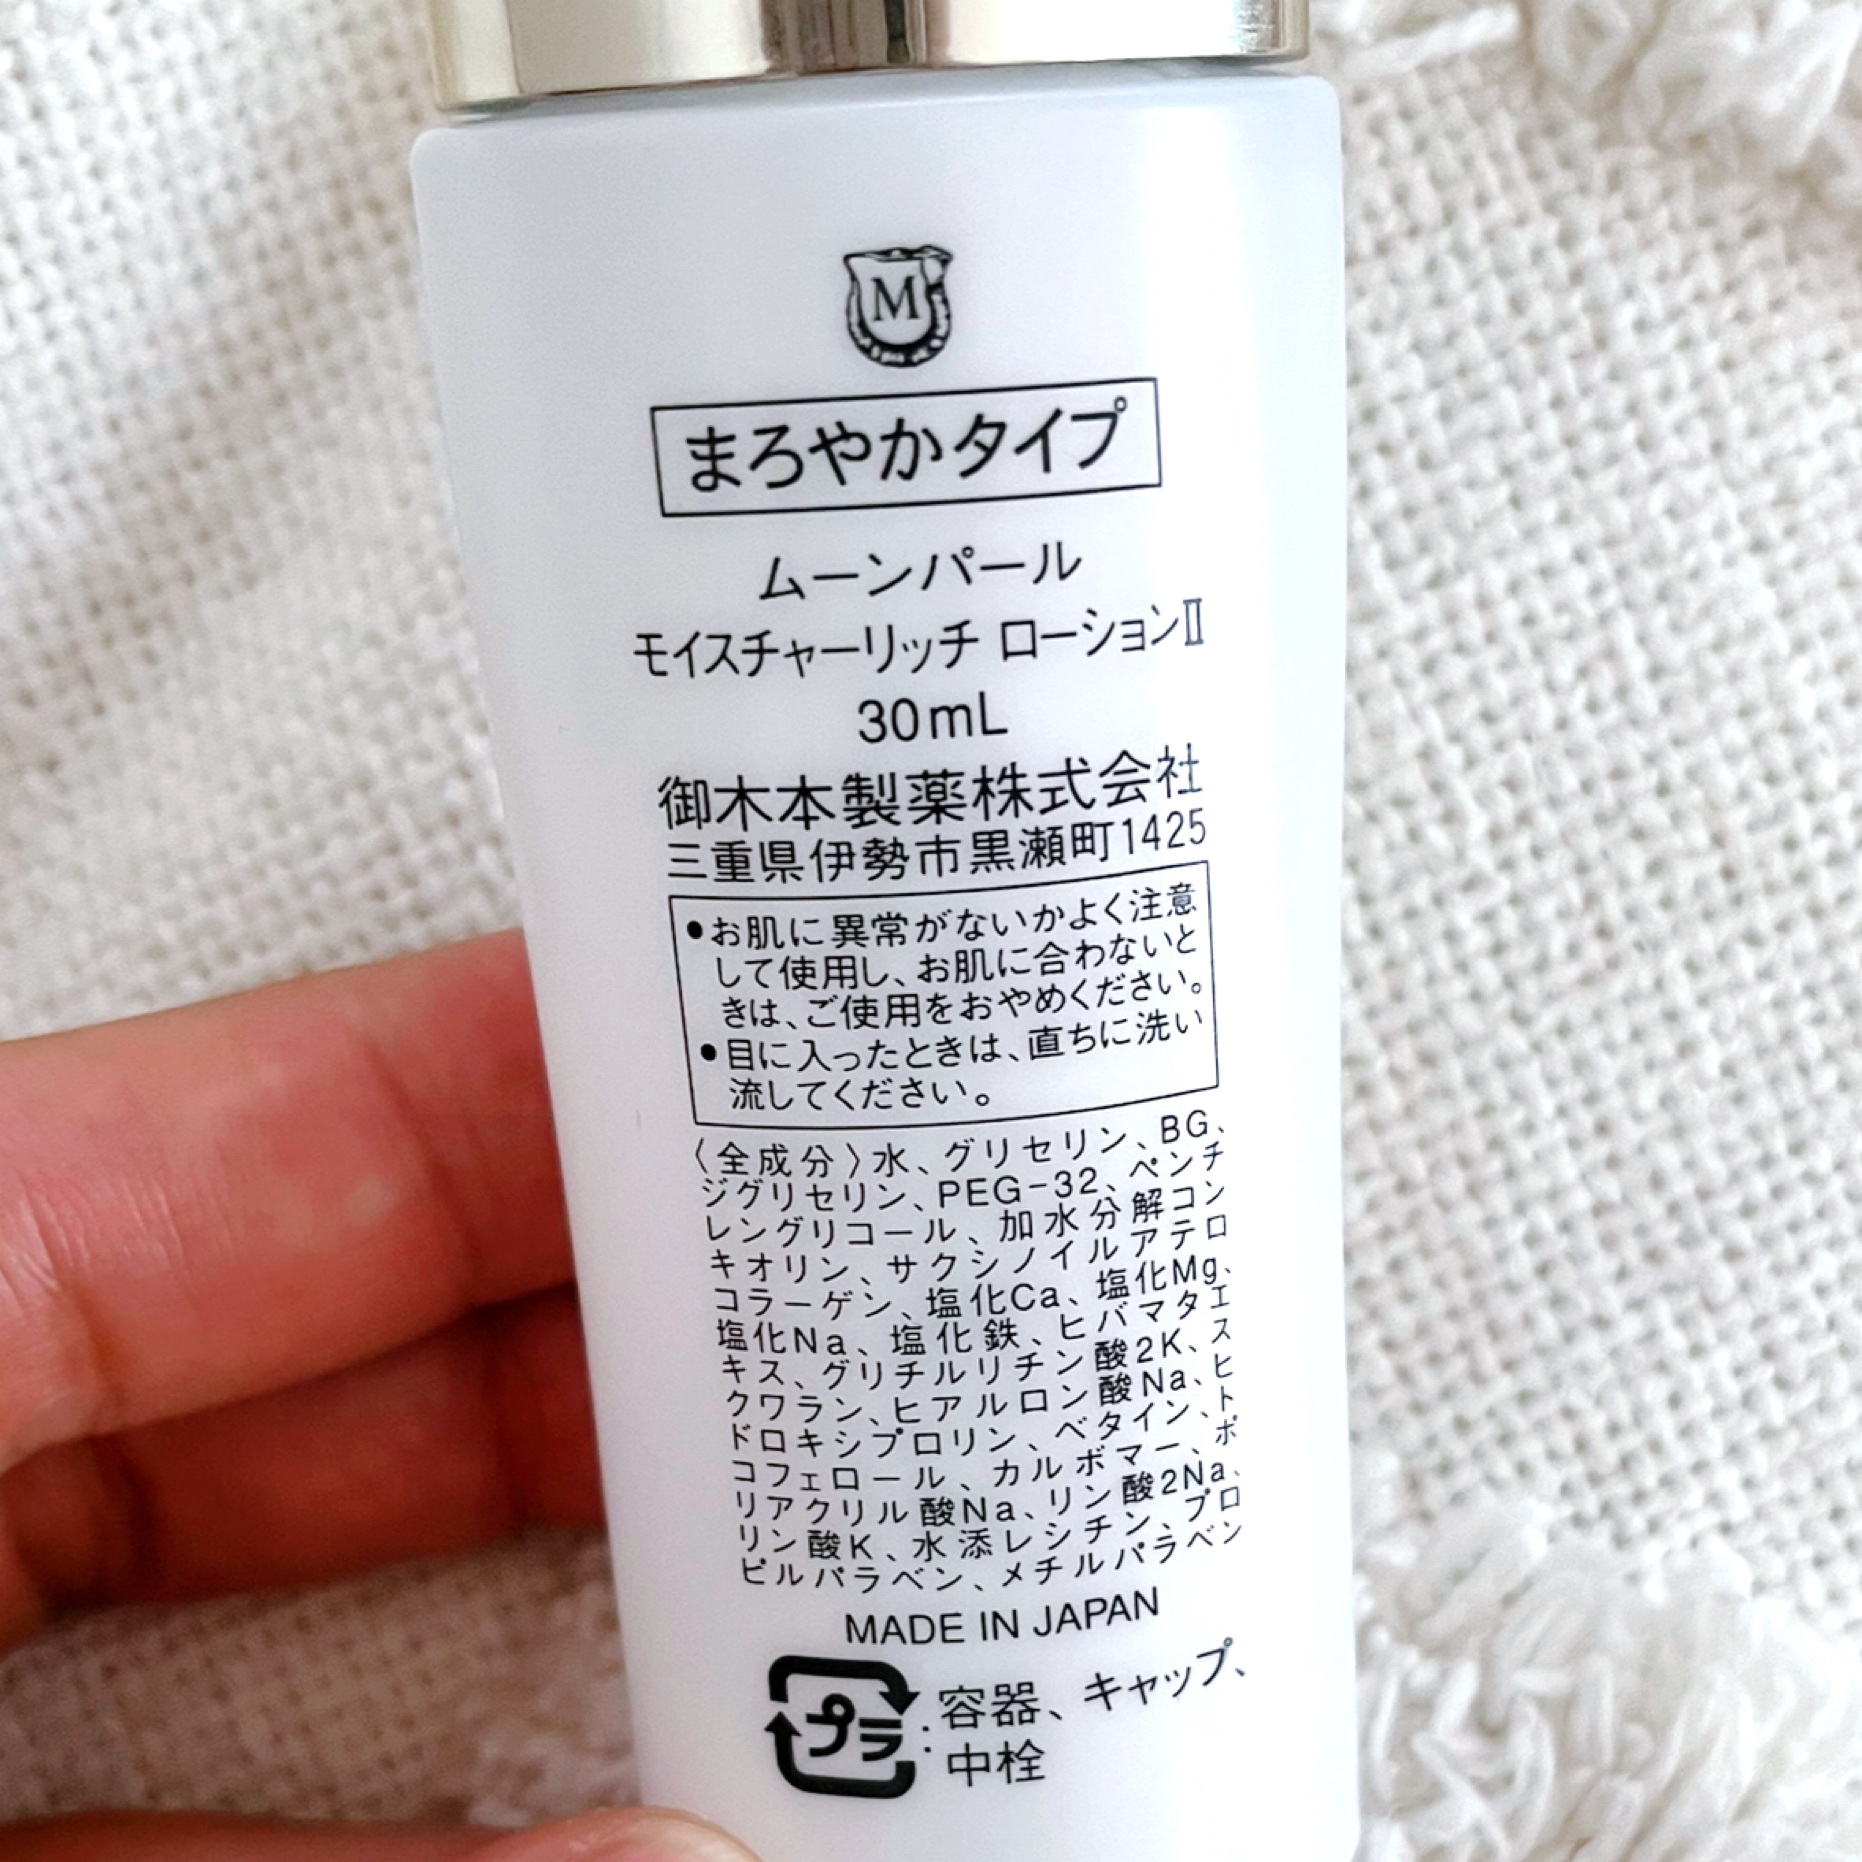 M
まろやかタイプ
ムーンパール
モイスチャーリッチ ローションⅡ
30mL
御木本製薬株式会社
三重県伊勢市黒瀬町1425
●お肌に異常がないかよく注意
して使用し、お肌に合わないと
きは、ご使用をおやめください。
●目に入ったときは、直ちに洗い
流してください。
〈全成分〉水、グリセリン、BG、
ジグリセリン、PEG-32、ペンチ
レングリコール、加水分解コン
キオリン、サクシノイルアテロ
コラーゲン、塩化Ca、塩化Mg、
塩化Na、塩化鉄、ヒバマタエ
キス、グリチルリチン酸2K、ス
クワラン、ヒアルロン酸Na、ヒ
ドロキシプロリン、ベタイン、ト
コフェロール、カルボマー、ポ
リアクリル酸Na、リン酸2Na、
リン酸K、水添レシチン、プロ
ピルパラベン、メチルパラベン
MADE IN JAPAN
プラ:容器、キャップ、
中栓